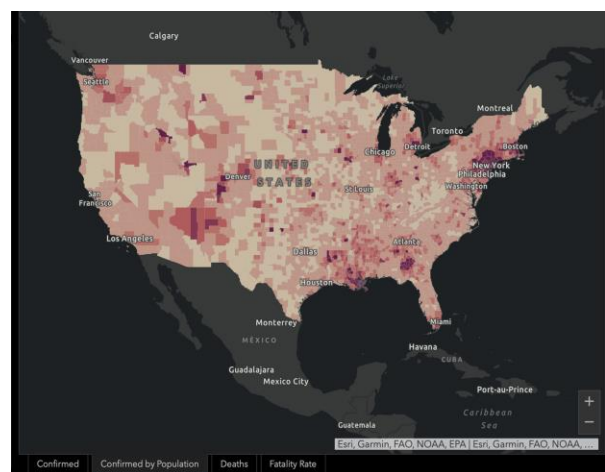 Calgary
Vancouver
Seattle
Lake
Superior
Montreal
Toronto
Boston
Chicago
Detroit
New York
Philadelphia
UNITED
STATES
Denver
St Louis
Washington
San
Francisco
Los Angeles
Atlanta
Dallas
Houston
Monterrey
Miami
MÉXICO
Havana
CUBA
Guadalajara
Mexico City
Port-au-Prince
+
−
Caribbean
Sea
Guatemala
Esri, Garmin, FAO, NOAA, EPA | Esri, Garmin, FAO, NOAA, ...
Confirmed Confirmed by Population Deaths Fatality Rate